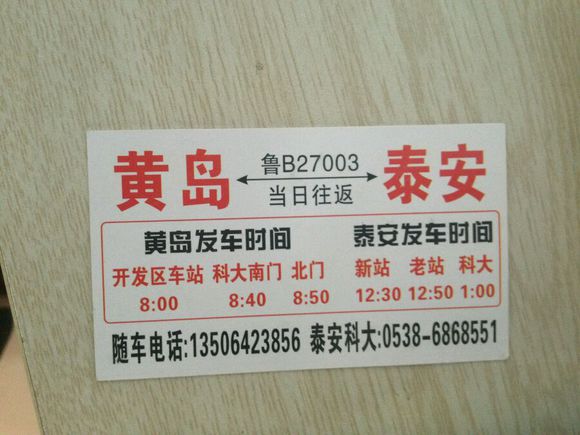 黄岛 鲁B27003 泰安
当日往返
黄岛发车时间 泰安发车时间
开发区车站 科大南门 北门 新站 老站 科大
8:00 8:40 8:50 12:30 12:50 1:00
随车电话:13506423856 泰安科大:0538-6868551